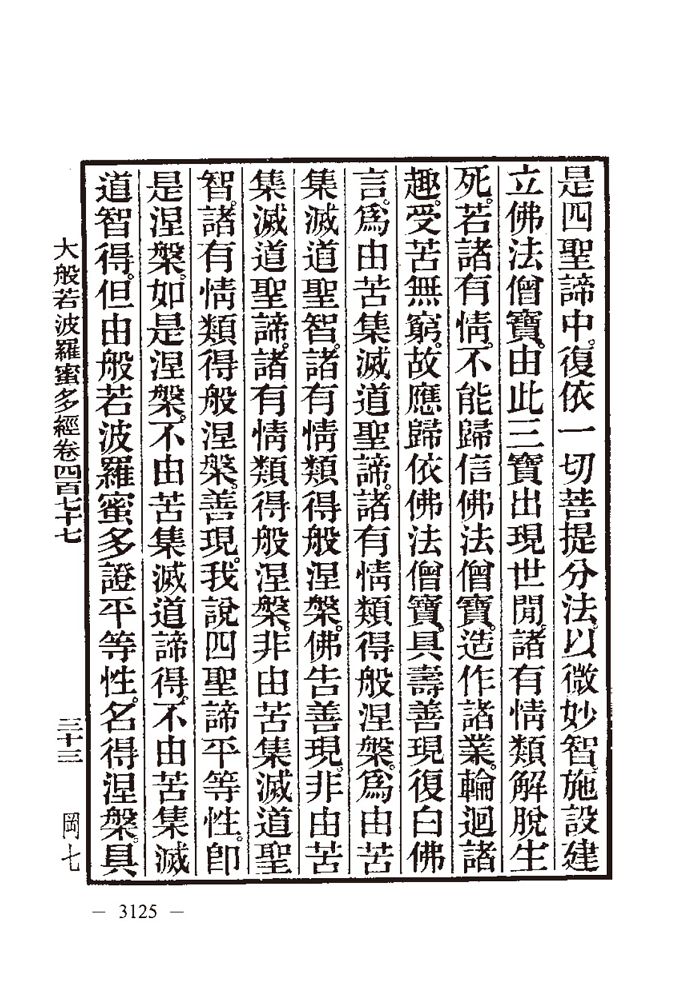 是四聖諦中。復依一切菩提分法。以微妙智施設建
立佛法僧寶。由此三寶出現世閒。諸有情類解脫生
死。若諸有情。不能歸信佛法僧寶。造作諸業。輪迴諸
趣。受苦無窮。故應歸依佛法僧寶。具壽善現復白佛
言。爲由苦集滅道聖諦。諸有情類得般涅槃。爲由苦
集滅道聖智。諸有情類得般涅槃。佛告善現。非由苦
集滅道聖諦。諸有情類得般涅槃。非由苦集滅道聖
智。諸有情類得般涅槃。善現。我說四聖諦平等性。卽
是涅槃。如是涅槃。不由苦集滅道諦得。不由苦集滅
道智得。但由般若波羅蜜多證平等性。名得涅槃。具
大般若波羅蜜多經卷四百七十七 三十三 岡七
— 3125 —